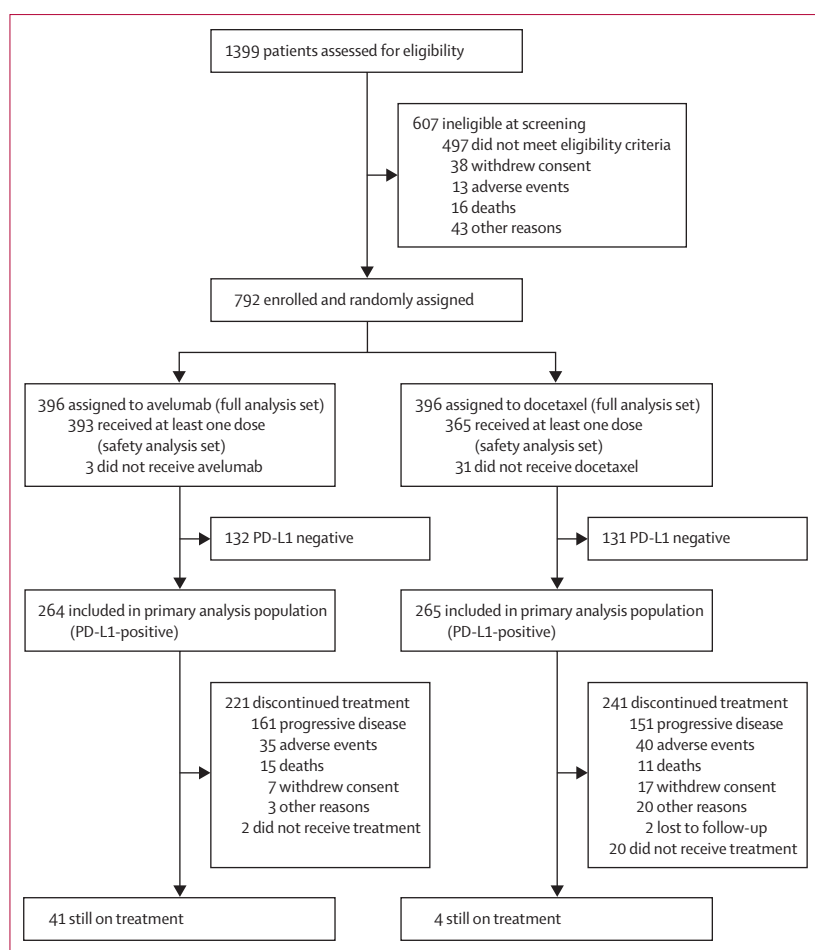 1399 patients assessed for eligibility
607 ineligible at screening
497 did not meet eligibility criteria
38 withdrew consent
13 adverse events
16 deaths
43 other reasons
792 enrolled and randomly assigned
396 assigned to avelumab (full analysis set)
393 received at least one dose
(safety analysis set)
3 did not receive avelumab
396 assigned to docetaxel (full analysis set)
365 received at least one dose
(safety analysis set)
31 did not receive docetaxel
132 PD-L1 negative
131 PD-L1 negative
264 included in primary analysis population
(PD-L1-positive)
265 included in primary analysis population
(PD-L1-positive)
221 discontinued treatment
161 progressive disease
35 adverse events
15 deaths
7 withdrew consent
3 other reasons
2 did not receive treatment
241 discontinued treatment
151 progressive disease
40 adverse events
11 deaths
17 withdrew consent
20 other reasons
2 lost to follow-up
20 did not receive treatment
41 still on treatment
4 still on treatment